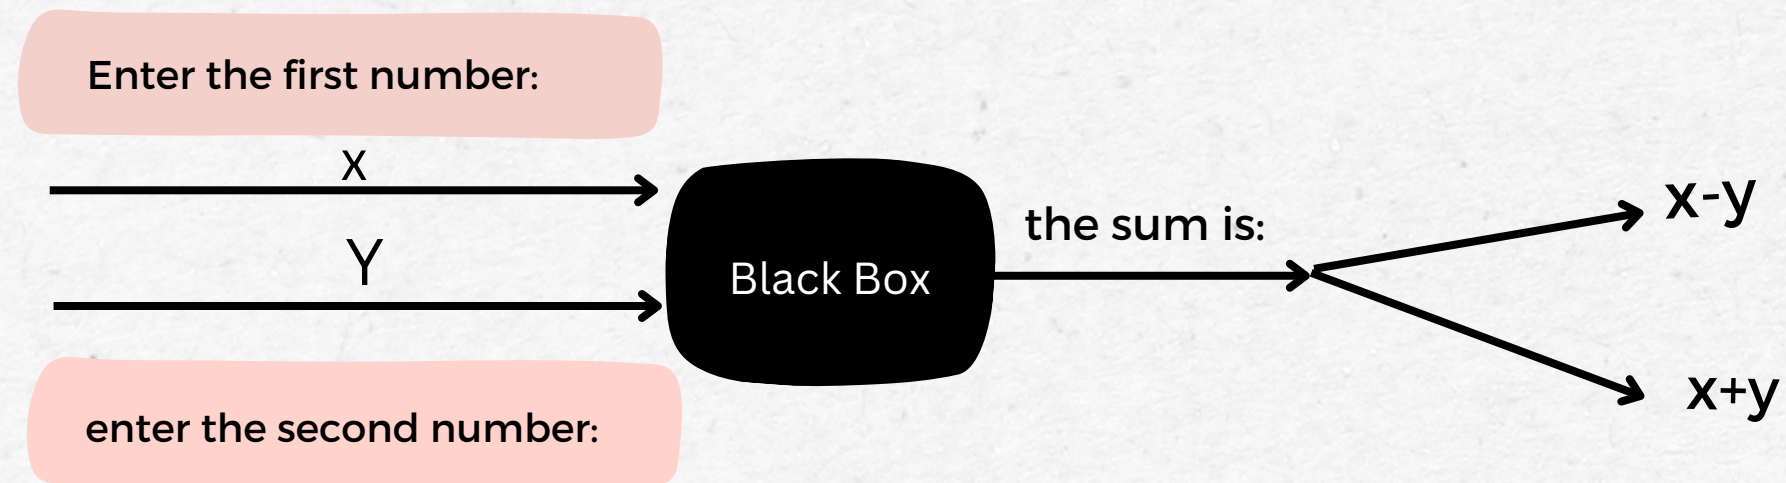 Enter the first number:
x
Y
enter the second number:
Black Box
the sum is:
x-y
x+y